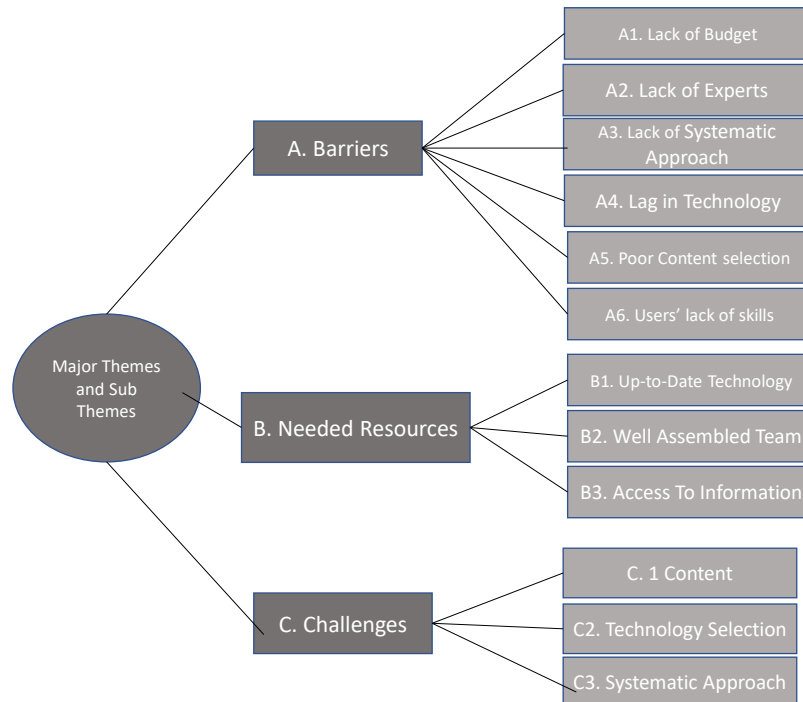 Major Themes
and Sub
Themes
A. Barriers
A1. Lack of Budget
A2. Lack of Experts
A3. Lack of Systematic
Approach
A4. Lag in Technology
A5. Poor Content selection
A6. Users’ lack of skills
B. Needed Resources
B1. Up-to-Date Technology
B2. Well Assembled Team
B3. Access To Information
C. Challenges
C. 1 Content
C2. Technology Selection
C3. Systematic Approach